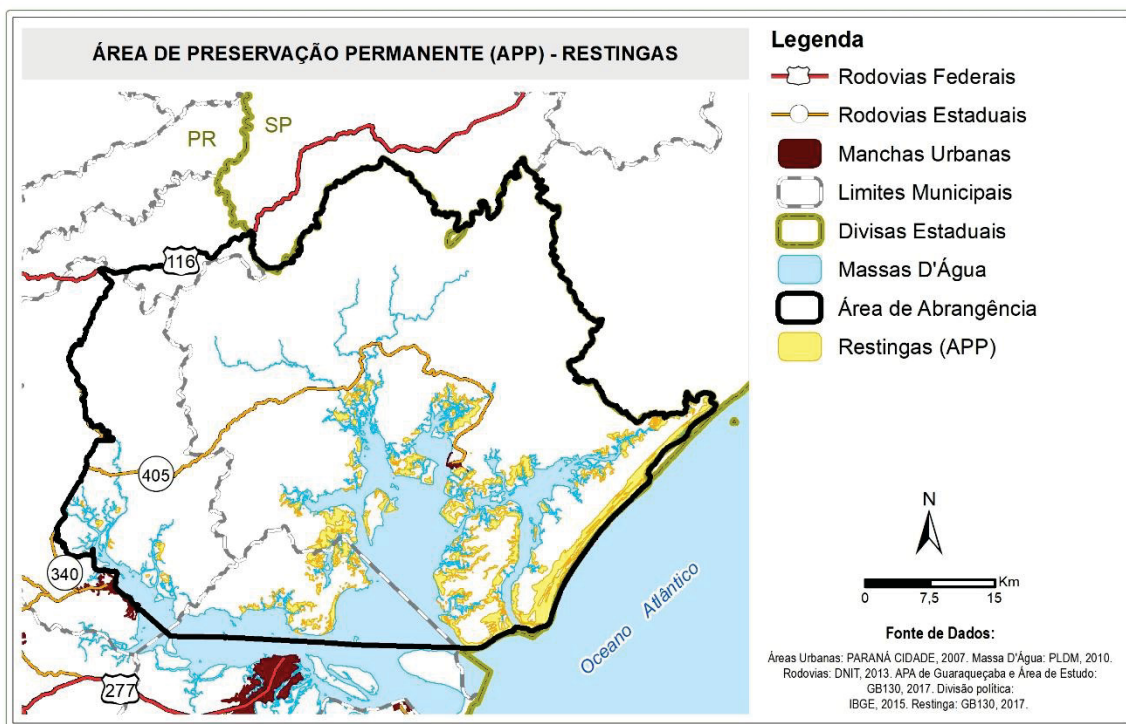 ÁREA DE PRESERVAÇÃO PERMANENTE (APP) - RESTINGAS
PR
SP
116
405
340
277
Oceano Atlântico
Legenda
Rodovias Federais
Rodovias Estaduais
Manchas Urbanas
Limites Municipais
Divisas Estaduais
Massas D'Água
Área de Abrangência
Restingas (APP)
N
Km
0 7,5 15
Fonte de Dados:
Áreas Urbanas: PARANÁ CIDADE, 2007. Massa D'Água: PLDM, 2010.
Rodovias: DNIT, 2013. APA de Guaraqueçaba e Área de Estudo:
GB130, 2017. Divisão política:
IBGE, 2015. Restinga: GB130, 2017.